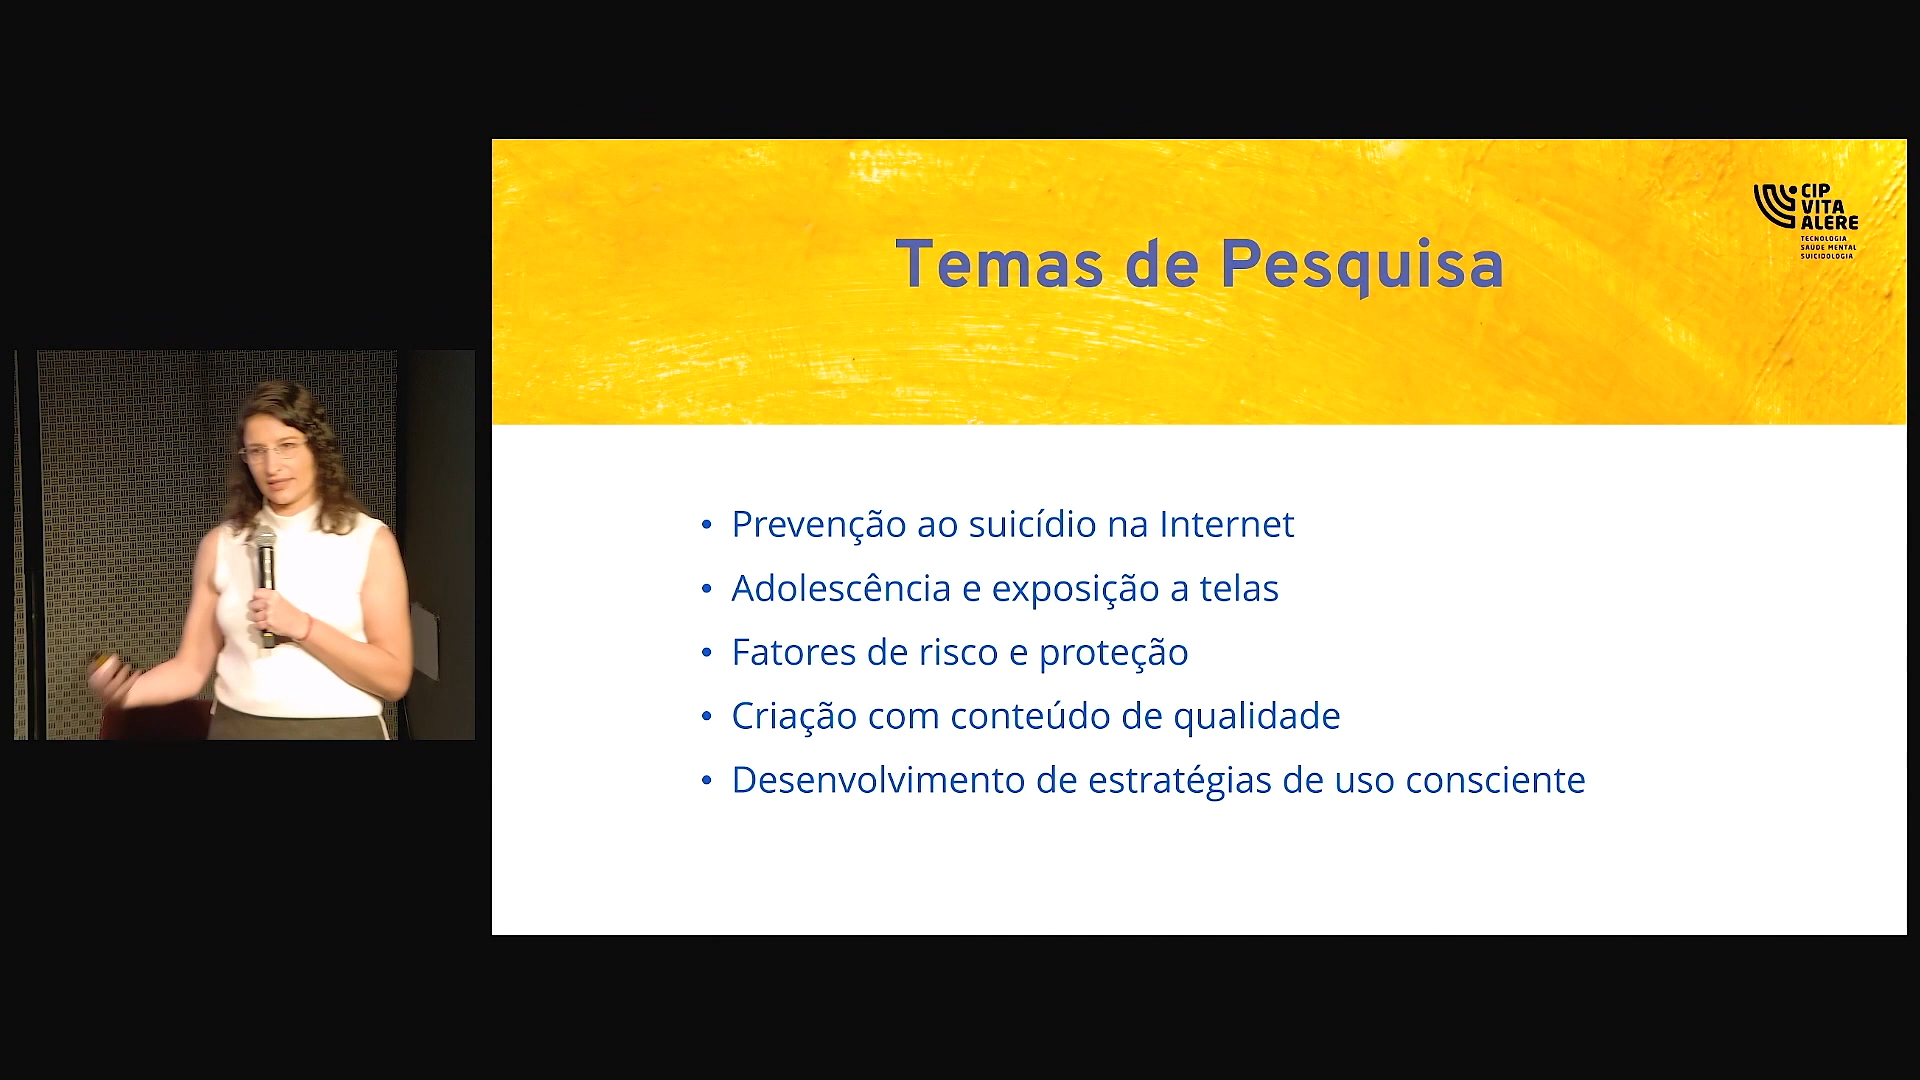 Temas de Pesquisa
CIP
VITA
ALERE
TECNOLOGIA
SAÚDE MENTAL
SUICIDOLOGIA
• Prevenção ao suicídio na Internet
• Adolescência e exposição a telas
• Fatores de risco e proteção
• Criação com conteúdo de qualidade
• Desenvolvimento de estratégias de uso consciente